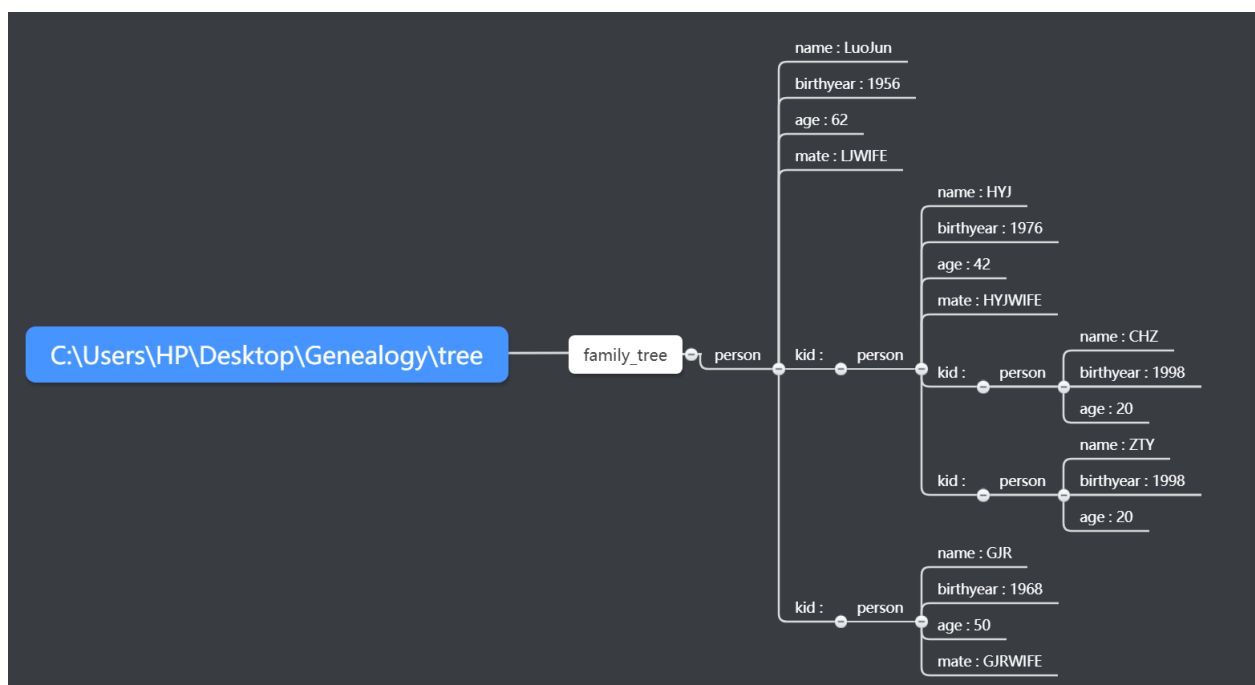 C:\Users\HP\Desktop\Genealogy\tree
family_tree
person
name : LuoJun
birthyear : 1956
age : 62
mate : LJWIFE
kid :
person
name : HYJ
birthyear : 1976
age : 42
mate : HYJWIFE
kid :
person
name : CHZ
birthyear : 1998
age : 20
kid :
person
name : ZTY
birthyear : 1998
age : 20
kid :
person
name : GJR
birthyear : 1968
age : 50
mate : GJRWIFE